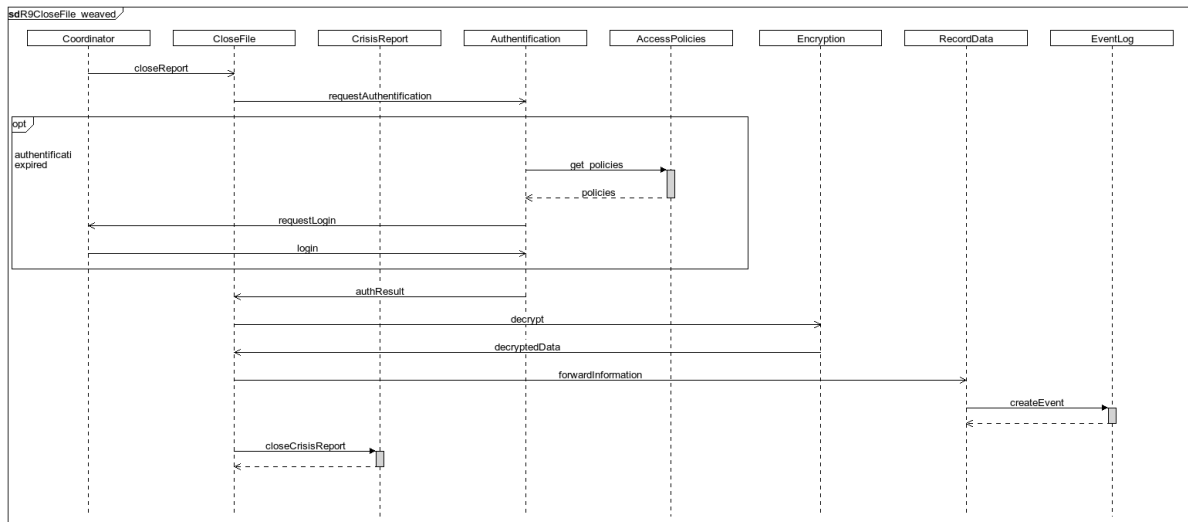 sdR9CloseFile_weaved
Coordinator
CloseFile
CrisisReport
Authentification
AccessPolicies
Encryption
RecordData
EventLog
closeReport
requestAuthentification
opt
authentificati
expired
get_policies
policies
requestLogin
login
authResult
decrypt
decryptedData
forwardInformation
createEvent
closeCrisisReport